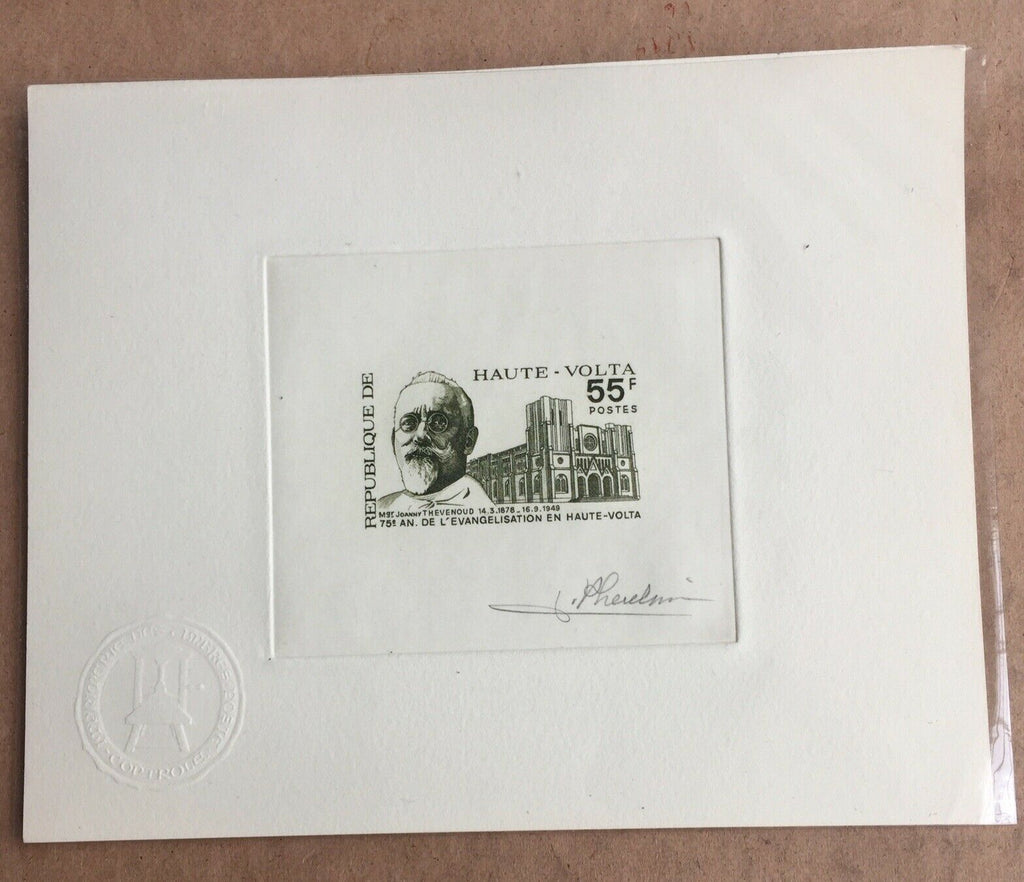 REPUBLIQUE DE
HAUTE - VOLTA
55F
POSTES
Mgr JOANNY THEVENOUD 14.3.1878 _ 16.9.1949
75e AN. DE L'EVANGELISATION EN HAUTE-VOLTA
CONTROLE